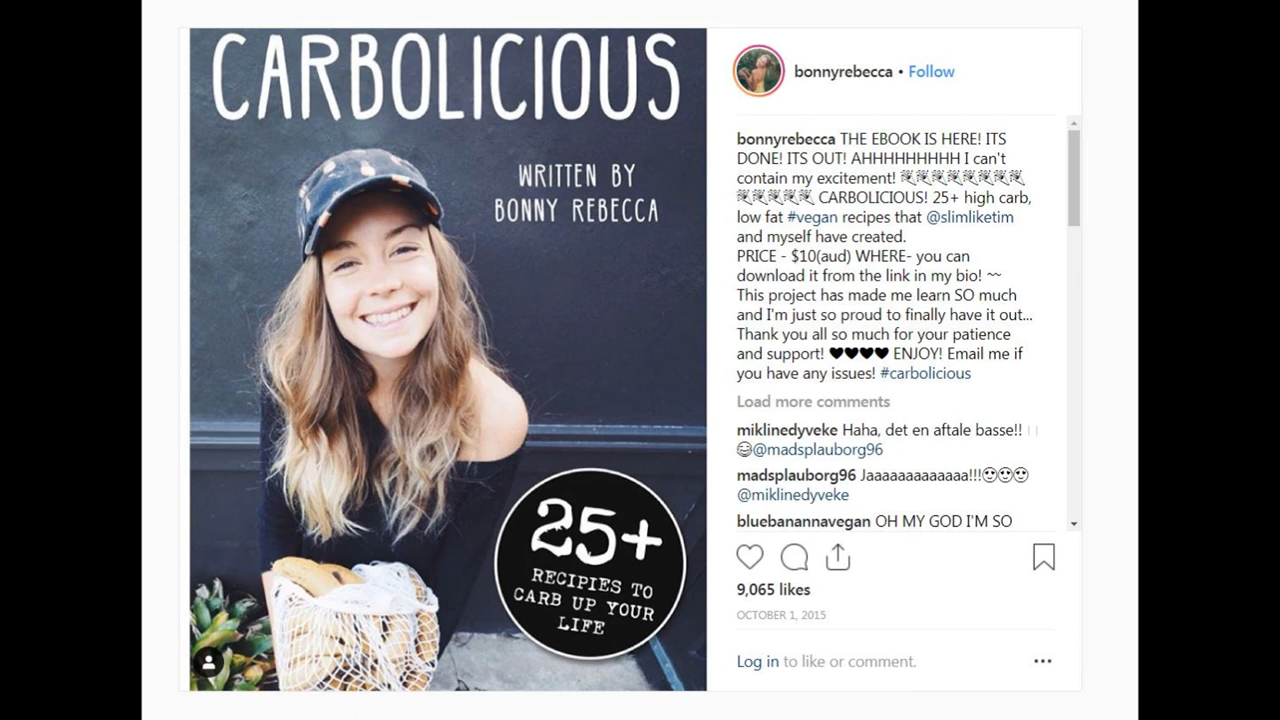 CARBOLICIOUS
WRITTEN BY
BONNY REBECCA
25+
RECIPIES TO
CARB UP YOUR
LIFE
bonnyrebecca • Follow
bonnyrebecca THE EBOOK IS HERE! ITS
DONE! ITS OUT! AHHHHHHHHH I can't
contain my excitement!
CARBOLICIOUS! 25+ high carb,
low fat #vegan recipes that @slimliketim
and myself have created.
PRICE - $10(aud) WHERE- you can
download it from the link in my bio! ~~
This project has made me learn SO much
and I'm just so proud to finally have it out...
Thank you all so much for your patience
and support! ♥♥♥♥ ENJOY! Email me if
you have any issues! #carbolicious
Load more comments
miklinedyveke Haha, det en aftale basse!!
@madsplauborg96
madsplauborg96 Jaaaaaaaaaaaaa!!!
@miklinedyveke
bluebanannavegan OH MY GOD I'M SO
9,065 likes
OCTOBER 1, 2015
Log in to like or comment.